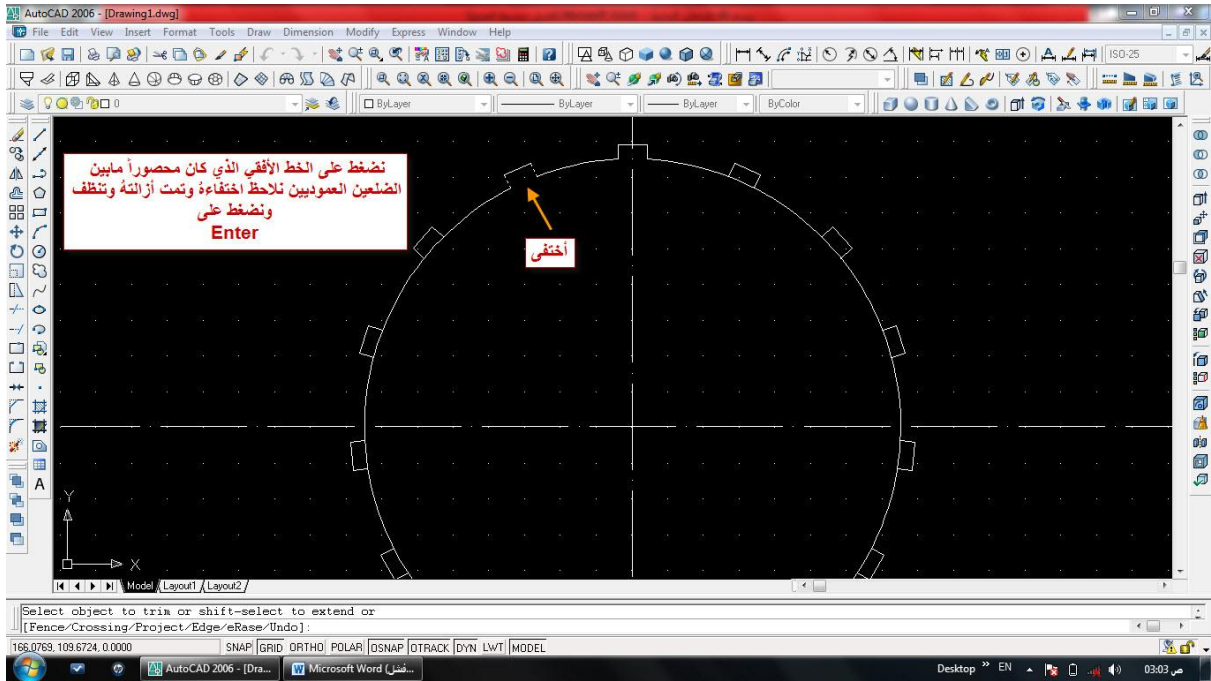 AutoCAD 2006 - [Drawing1.dwg]
File Edit View Insert Format Tools Draw Dimension Modify Express Window Help
ISO-25
0
ByLayer
ByLayer
ByLayer
ByColor
نضغط على الخط الأفقي الذي كان محصوراً مابين
الضلعين العموديين نلاحظ اختفاءهُ وتمت أزالتهُ وتنظف
ونضغط على
Enter
أختفى
A
Y
X
Model Layout1 Layout2
Select object to trim or shift-select to extend or
[Fence/Crossing/Project/Edge/eRase/Undo]:
166.0769, 109.6724, 0.0000 SNAP GRID ORTHO POLAR OSNAP OTRACK DYN LWT MODEL
AutoCAD 2006 - [Dra...
Desktop » EN
03:03 ص